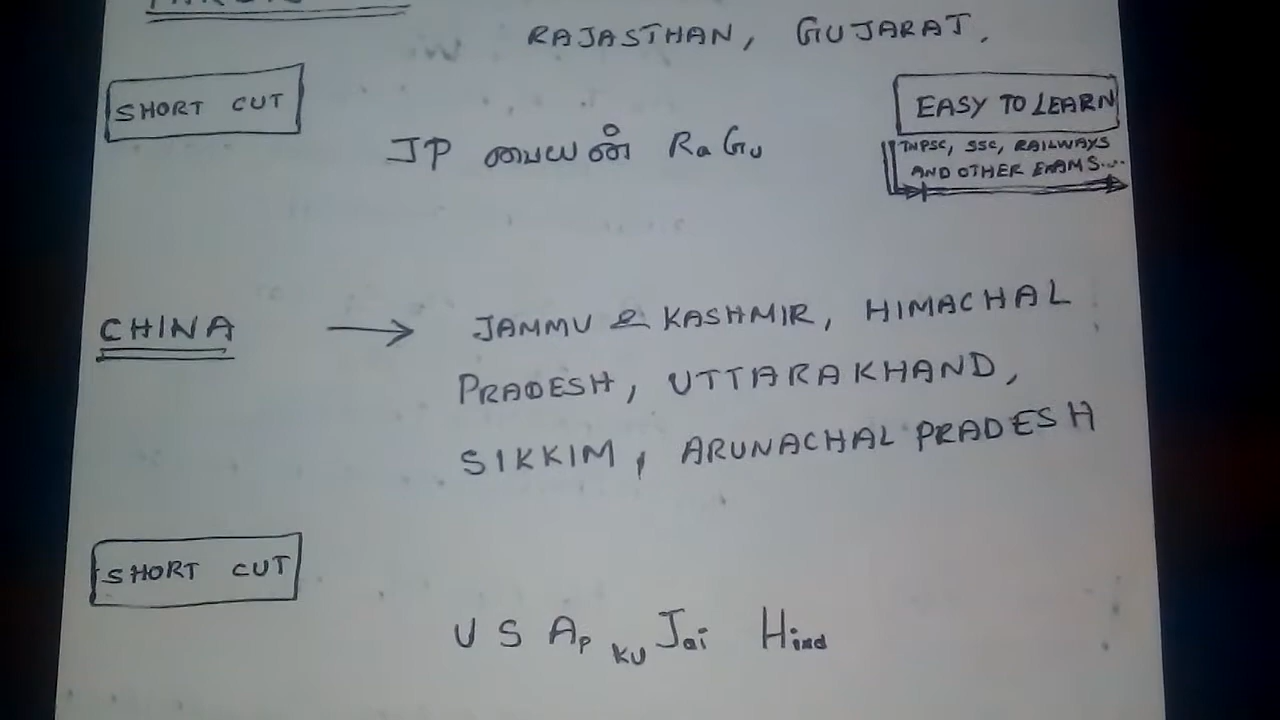 RAJASTHAN, GUJARAT.
SHORT CUT
EASY TO LEARN
TNPSC, SSC, RAILWAYS
AND OTHER EXAMS....
JP பையன் RaGu
CHINA → JAMMU & KASHMIR, HIMACHAL
PRADESH, UTTARAKHAND,
SIKKIM, ARUNACHAL PRADESH
SHORT CUT
U S Ap KU Jai Hind